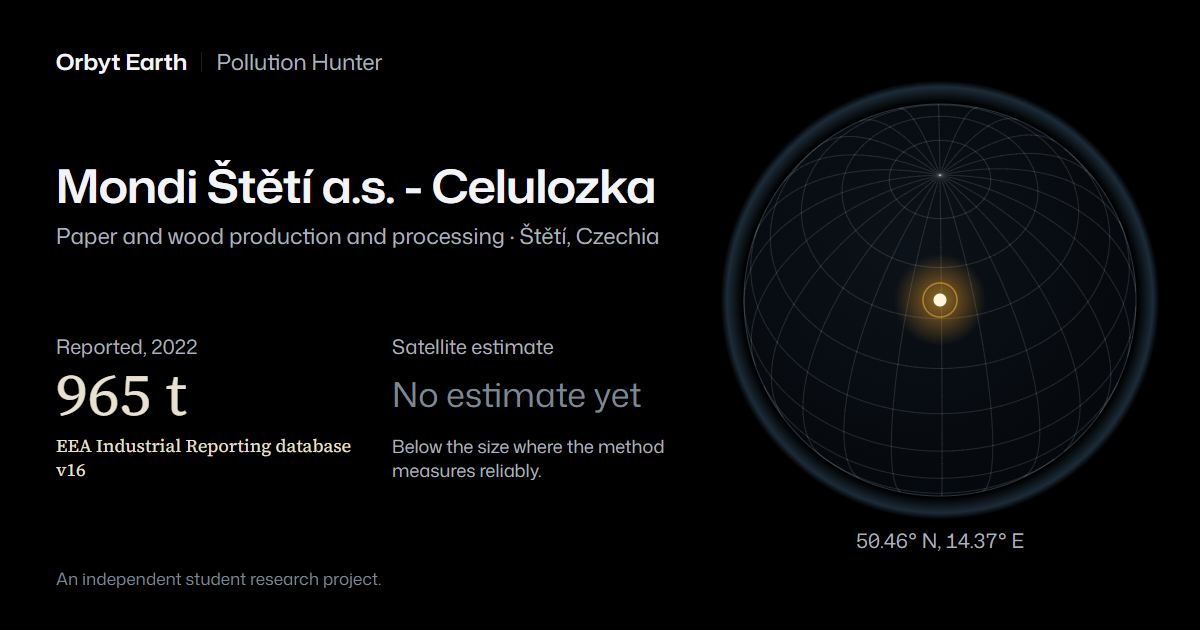 Orbyt Earth | Pollution Hunter
Mondi Štětí a.s. - Celulozka
Paper and wood production and processing · Štětí, Czechia
Reported, 2022
965 t
EEA Industrial Reporting database
v16
Satellite estimate
No estimate yet
Below the size where the method
measures reliably.
50.46° N, 14.37° E
An independent student research project.